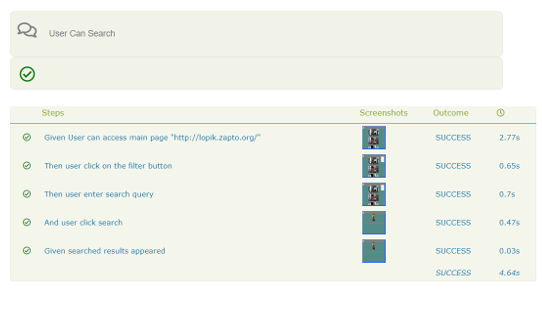 User Can Search
Steps Screenshots Outcome
Given User can access main page "http://lopik.zapto.org/" SUCCESS 2.77s
Then user click on the filter button SUCCESS 0.65s
Then user enter search query SUCCESS 0.7s
And user click search SUCCESS 0.47s
Given searched results appeared SUCCESS 0.03s
SUCCESS 4.64s